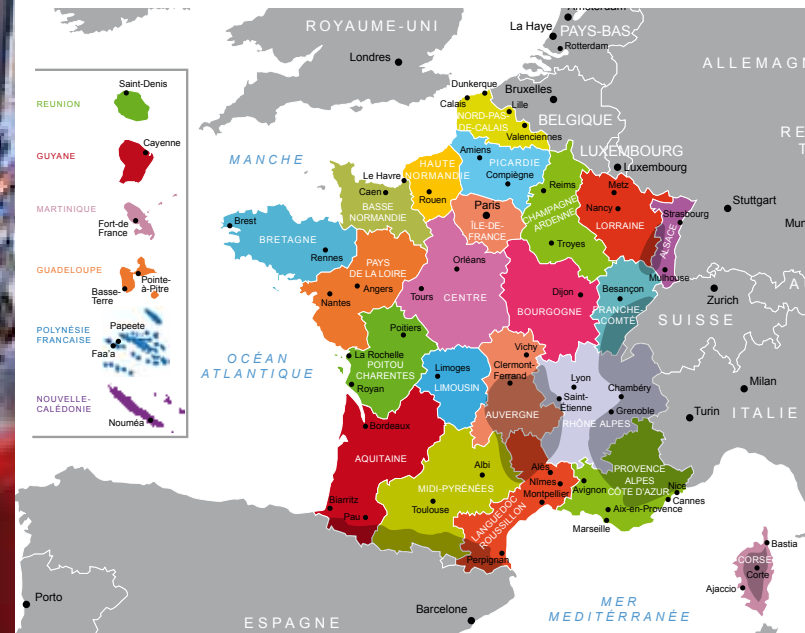 ROYAUME-UNI
Londres
Amsterdam
La Haye
PAYS-BAS
Rotterdam
ALLEMAGN
Bruxelles
BELGIQUE
LUXEMBOURG
Luxembourg
RE
T
Stuttgart
Mun
Zurich
A
SUISSE
Milan
Turin
ITALIE
MANCHE
OCÉAN
ATLANTIQUE
MER
MEDITÉRRANÉE
ESPAGNE
Barcelone
Porto
REUNION
Saint-Denis
GUYANE
Cayenne
MARTINIQUE
Fort-de
France
GUADELOUPE
Basse-
Terre
Pointe-
à-Pitre
POLYNÉSIE
FRANCAISE
Papeete
Faa'a
NOUVELLE-
CALÉDONIE
Nouméa
Dunkerque
Calais
Lille
NORD-PAS-
DE-CALAIS
Valenciennes
Amiens
PICARDIE
Compiègne
HAUTE
NORMANDIE
Le Havre
Rouen
Caen
BASSE
NORMANDIE
Paris
ÎLE-DE-
FRANCE
Reims
CHAMPAGNE
ARDENNE
Troyes
Metz
Nancy
LORRAINE
Strasbourg
ALSACE
Mulhouse
Brest
BRETAGNE
Rennes
PAYS
DE LA LOIRE
Angers
Nantes
Orléans
Tours
CENTRE
Dijon
BOURGOGNE
Besançon
FRANCHE-
COMTÉ
Poitiers
La Rochelle
POITOU
CHARENTES
Royan
Limoges
LIMOUSIN
Vichy
Clermont-
Ferrand
AUVERGNE
Lyon
Saint-
Étienne
Chambéry
Grenoble
RHÔNE ALPES
Bordeaux
AQUITAINE
Biarritz
Pau
Albi
MIDI-PYRÉNÉES
Toulouse
Alès
Nîmes
Montpellier
LANGUEDOC
ROUSSILLON
Perpignan
PROVENCE
ALPES
CÔTE D'AZUR
Avignon
Nice
Cannes
Aix-en-Provence
Marseille
Bastia
CORSE
Corte
Ajaccio